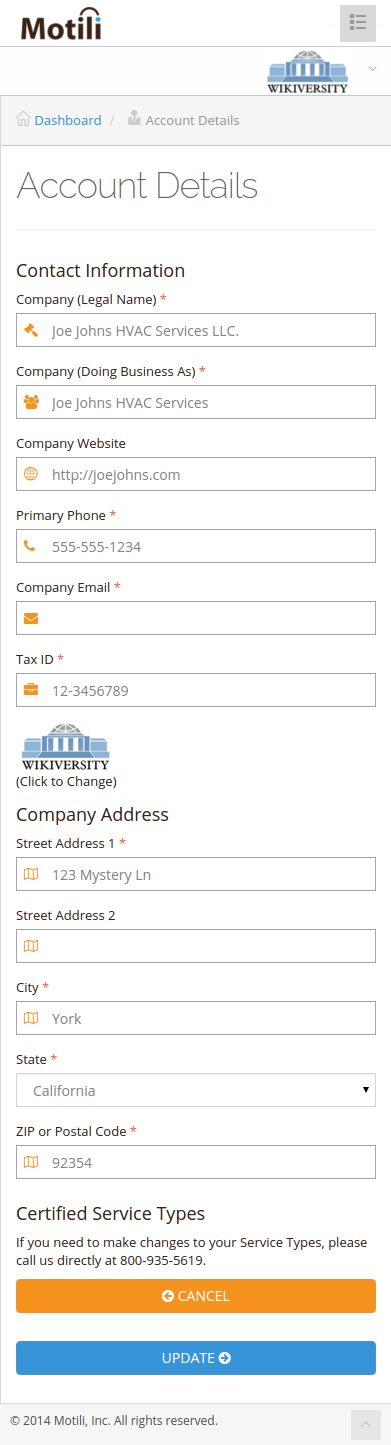 Motili
WIKIVERSITY
Dashboard / Account Details
Account Details
Contact Information
Company (Legal Name) *
Joe Johns HVAC Services LLC.
Company (Doing Business As) *
Joe Johns HVAC Services
Company Website
http://joejohns.com
Primary Phone *
555-555-1234
Company Email *
Tax ID *
12-3456789
WIKIVERSITY
(Click to Change)
Company Address
Street Address 1 *
123 Mystery Ln
Street Address 2
City *
York
State *
California
ZIP or Postal Code *
92354
Certified Service Types
If you need to make changes to your Service Types, please
call us directly at 800-935-5619.
CANCEL
UPDATE
© 2014 Motili, Inc. All rights reserved.